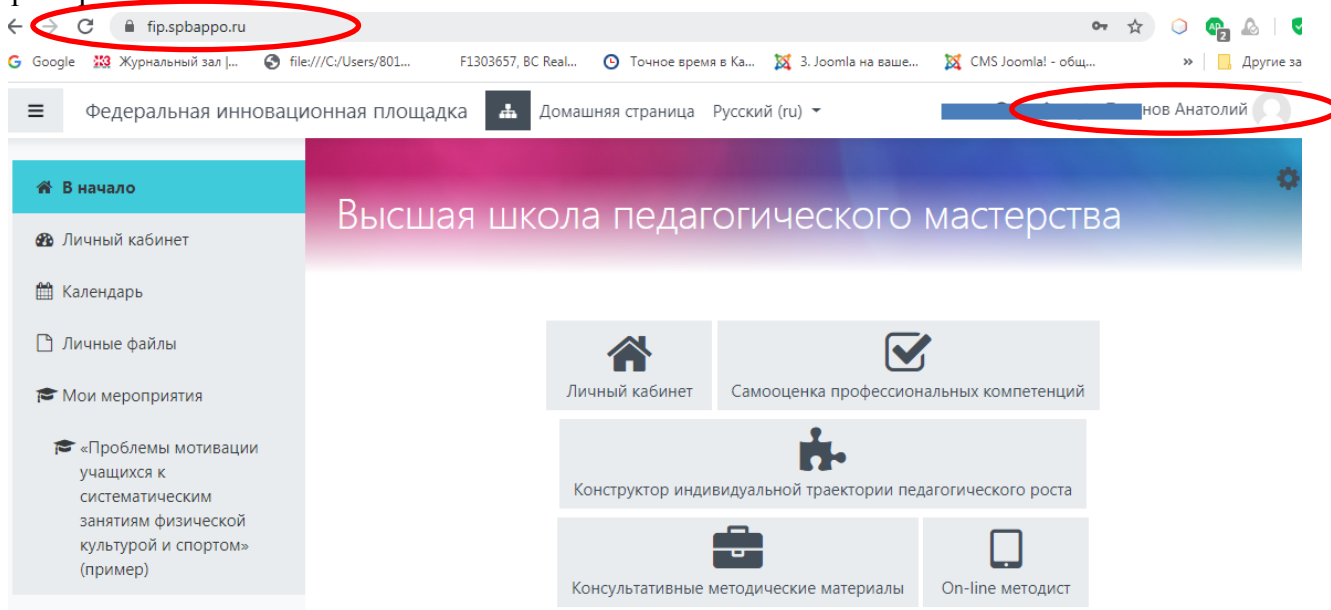 fip.spbappo.ru
2
Google Журнальный зал |... file:///C:/Users/801... F1303657, BC Real... Точное время в Ка... 3. Joomla на ваше... CMS Joomla! - общ... » Другие за
Федеральная инновационная площадка Домашняя страница Русский (ru) нов Анатолий
В начало
Высшая школа педагогического мастерства
Личный кабинет
Календарь
Личные файлы
Мои мероприятия
«Проблемы мотивации
учащихся к
систематическим
занятиям физической
культурой и спортом»
(пример)
Личный кабинет Самооценка профессиональных компетенций
Конструктор индивидуальной траектории педагогического роста
Консультативные методические материалы On-line методист